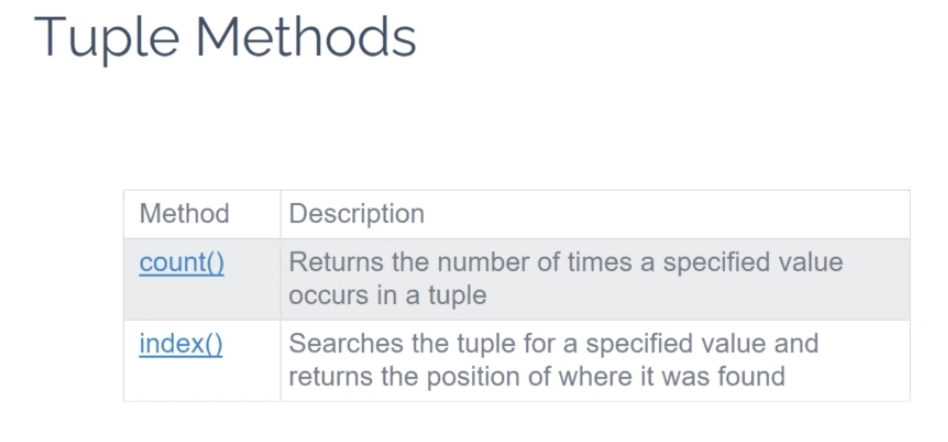 Tuple Methods
Method Description
count() Returns the number of times a specified value
occurs in a tuple
index() Searches the tuple for a specified value and
returns the position of where it was found